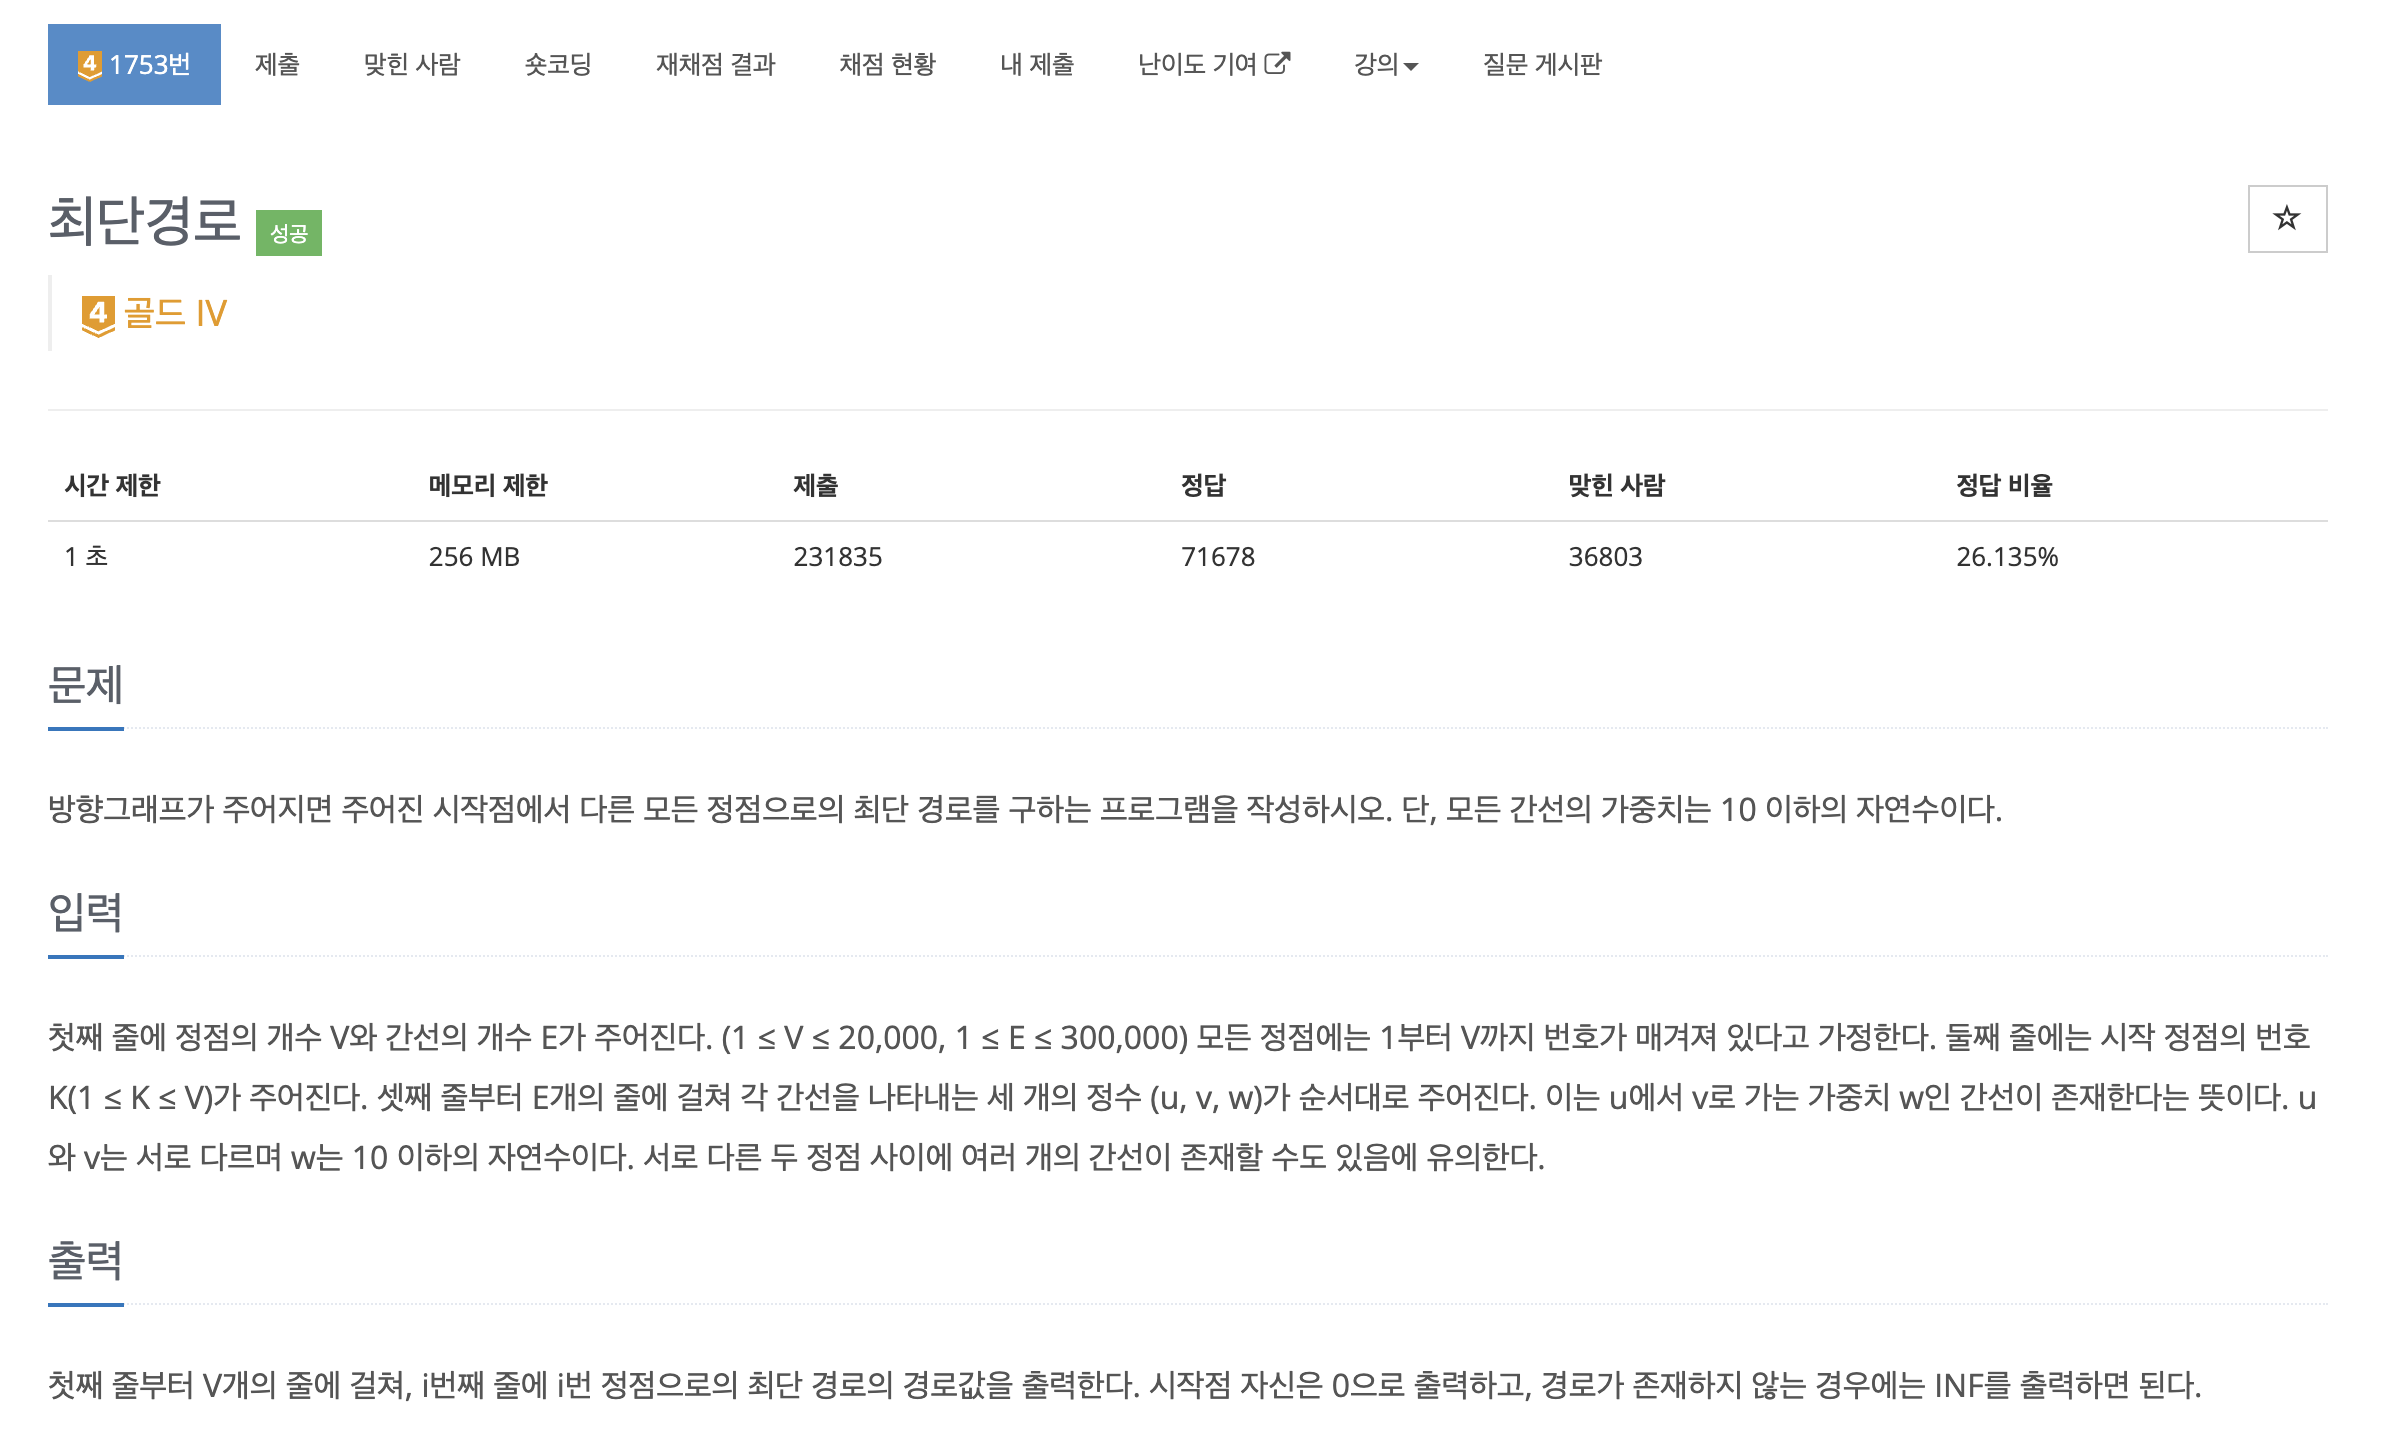 4 1753번 제출 맞힌 사람 숏코딩 재채점 결과 채점 현황 내 제출 난이도 기여 강의 질문 게시판
최단경로 성공
4 골드 IV
시간 제한 메모리 제한 제출 정답 맞힌 사람 정답 비율
1 초 256 MB 231835 71678 36803 26.135%
문제
방향그래프가 주어지면 주어진 시작점에서 다른 모든 정점으로의 최단 경로를 구하는 프로그램을 작성하시오. 단, 모든 간선의 가중치는 10 이하의 자연수이다.
입력
첫째 줄에 정점의 개수 V와 간선의 개수 E가 주어진다. (1 ≤ V ≤ 20,000, 1 ≤ E ≤ 300,000) 모든 정점에는 1부터 V까지 번호가 매겨져 있다고 가정한다. 둘째 줄에는 시작 정점의 번호
K(1 ≤ K ≤ V)가 주어진다. 셋째 줄부터 E개의 줄에 걸쳐 각 간선을 나타내는 세 개의 정수 (u, v, w)가 순서대로 주어진다. 이는 u에서 v로 가는 가중치 w인 간선이 존재한다는 뜻이다. u
와 v는 서로 다르며 w는 10 이하의 자연수이다. 서로 다른 두 정점 사이에 여러 개의 간선이 존재할 수도 있음에 유의한다.
출력
첫째 줄부터 V개의 줄에 걸쳐, i번째 줄에 i번 정점으로의 최단 경로의 경로값을 출력한다. 시작점 자신은 0으로 출력하고, 경로가 존재하지 않는 경우에는 INF를 출력하면 된다.